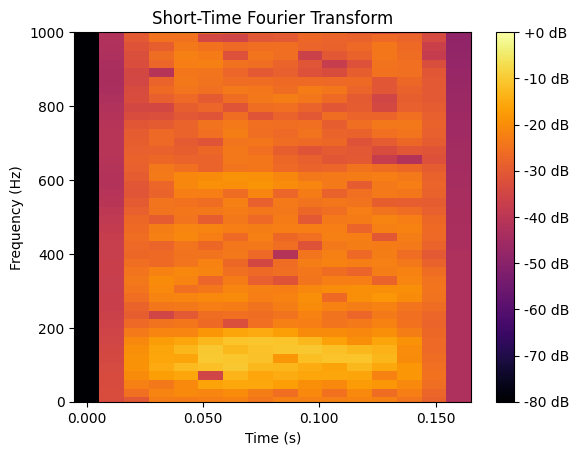 Short-Time Fourier Transform
1000
800
600
400
200
0
Frequency (Hz)
0.000
0.050
0.100
0.150
Time (s)
+0 dB
-10 dB
-20 dB
-30 dB
-40 dB
-50 dB
-60 dB
-70 dB
-80 dB